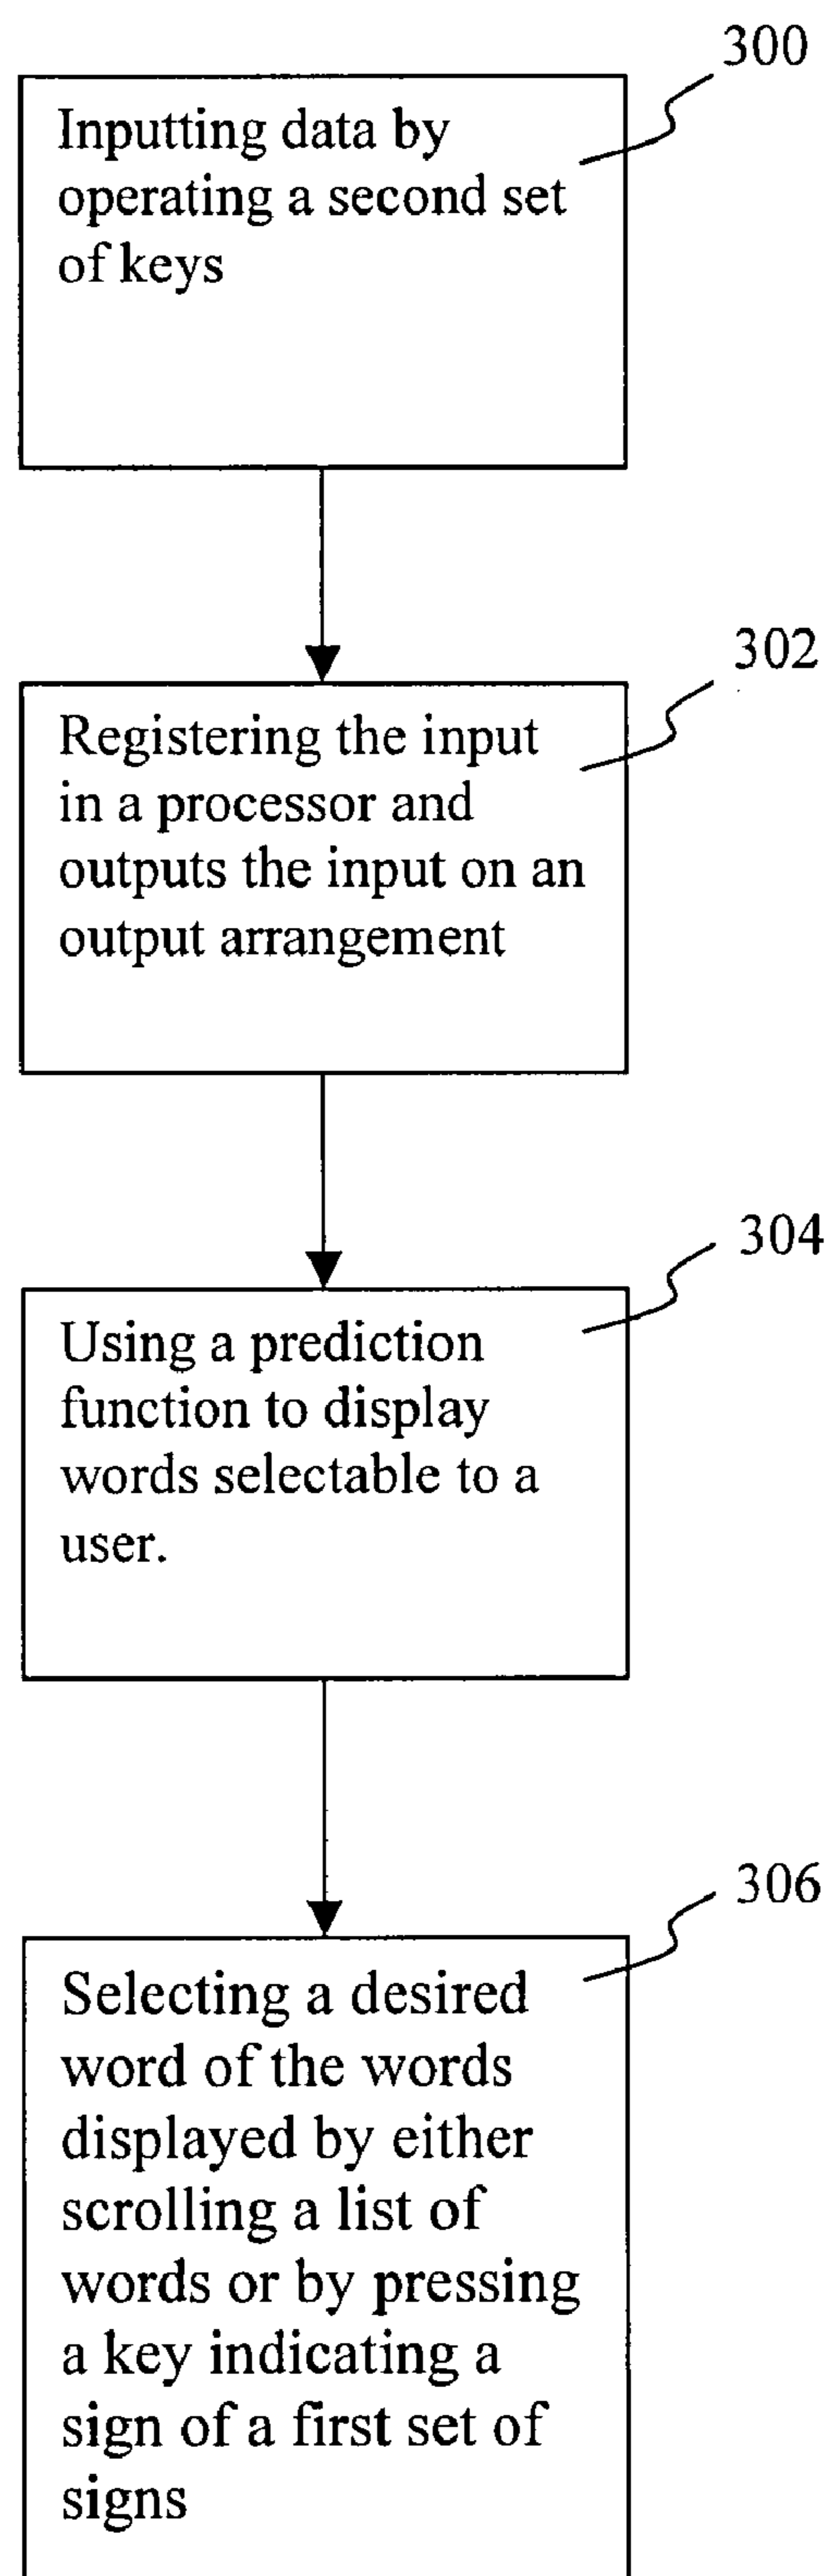 300
Inputting data by
operating a second set
of keys
302
Registering the input
in a processor and
outputs the input on an
output arrangement
304
Using a prediction
function to display
words selectable to a
user.
306
Selecting a desired
word of the words
displayed by either
scrolling a list of
words or by pressing
a key indicating a
sign of a first set of
signs